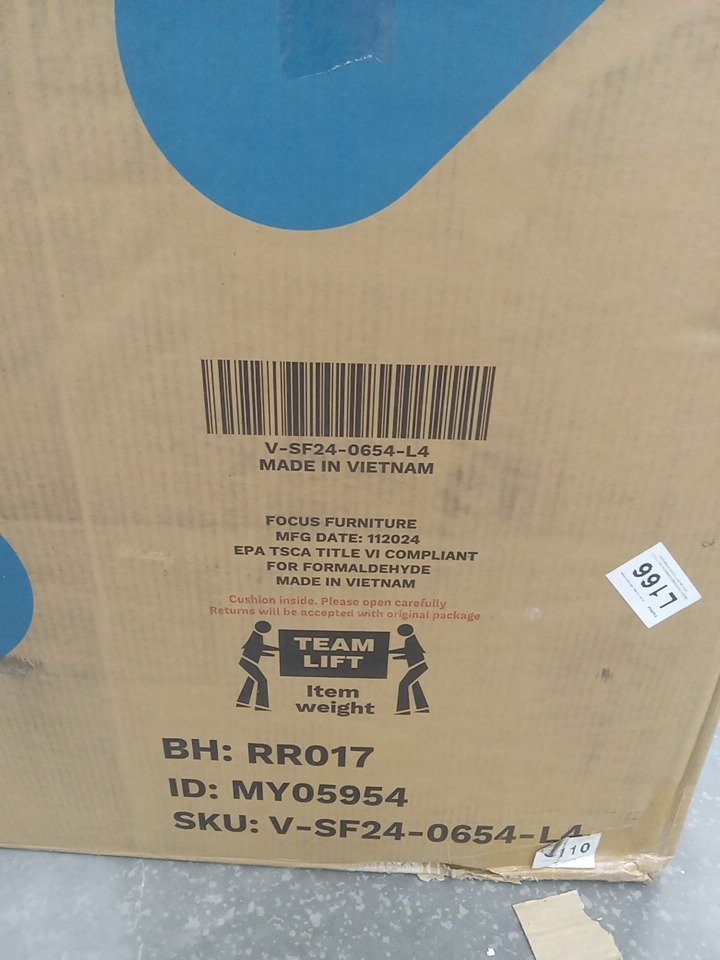 V-SF24-0654-L4
MADE IN VIETNAM
FOCUS FURNITURE
MFG DATE: 112024
EPA TSCA TITLE VI COMPLIANT
FOR FORMALDEHYDE
MADE IN VIETNAM
Cushion inside. Please open carefully
Returns will be accepted with original package
L166
TEAM
LIFT
Item
weight
BH: RR017
ID: MY05954
SKU: V-SF24-0654-L4
110